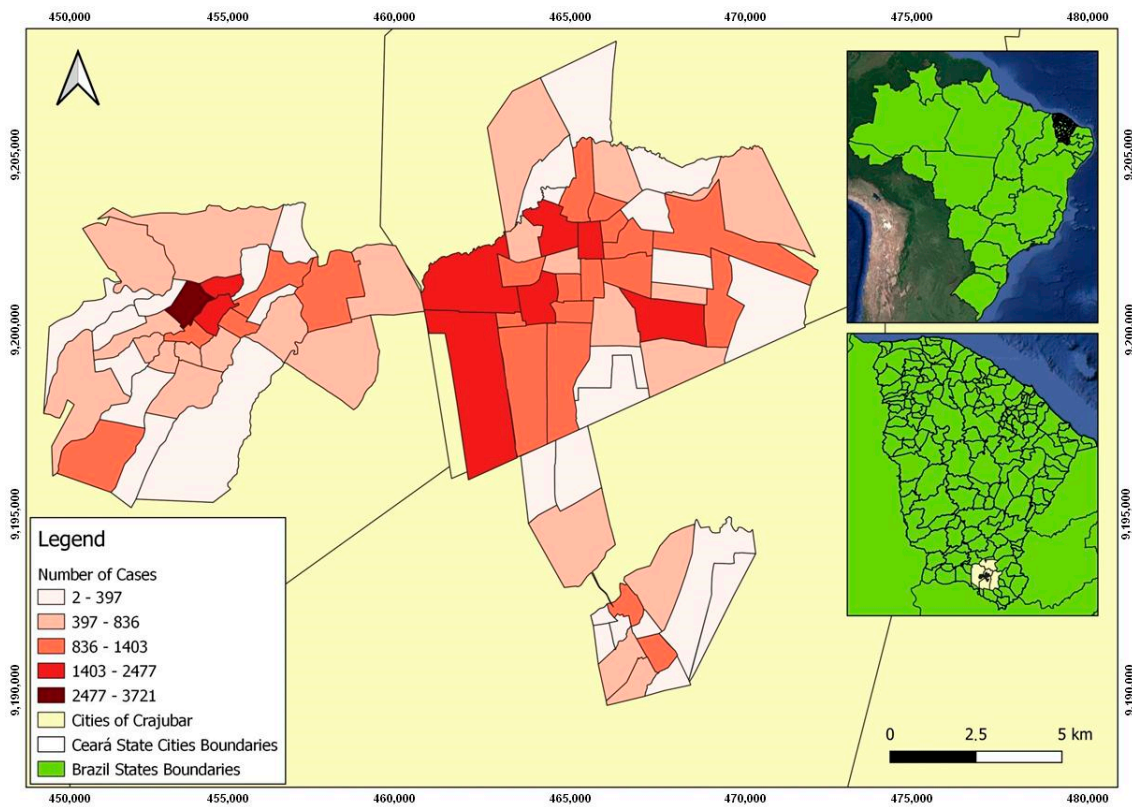 450,000 455,000 460,000 465,000 470,000 475,000 480,000
9,205,000 9,205,000
9,200,000 9,200,000
9,195,000 9,195,000
9,190,000 9,190,000
Legend
Number of Cases
2 - 397
397 - 836
836 - 1403
1403 - 2477
2477 - 3721
Cities of Crajubar
Ceará State Cities Boundaries
Brazil States Boundaries
0 2.5 5 km
450,000 455,000 460,000 465,000 470,000 475,000 480,000